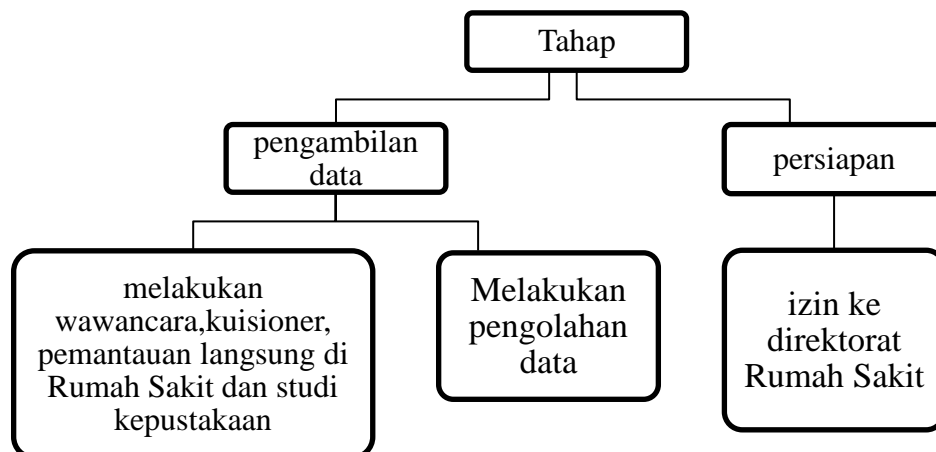 Tahap
pengambilan
data
persiapan
melakukan
wawancara,kuisioner,
pemantauan langsung di
Rumah Sakit dan studi
kepustakaan
Melakukan
pengolahan
data
izin ke
direktorat
Rumah Sakit